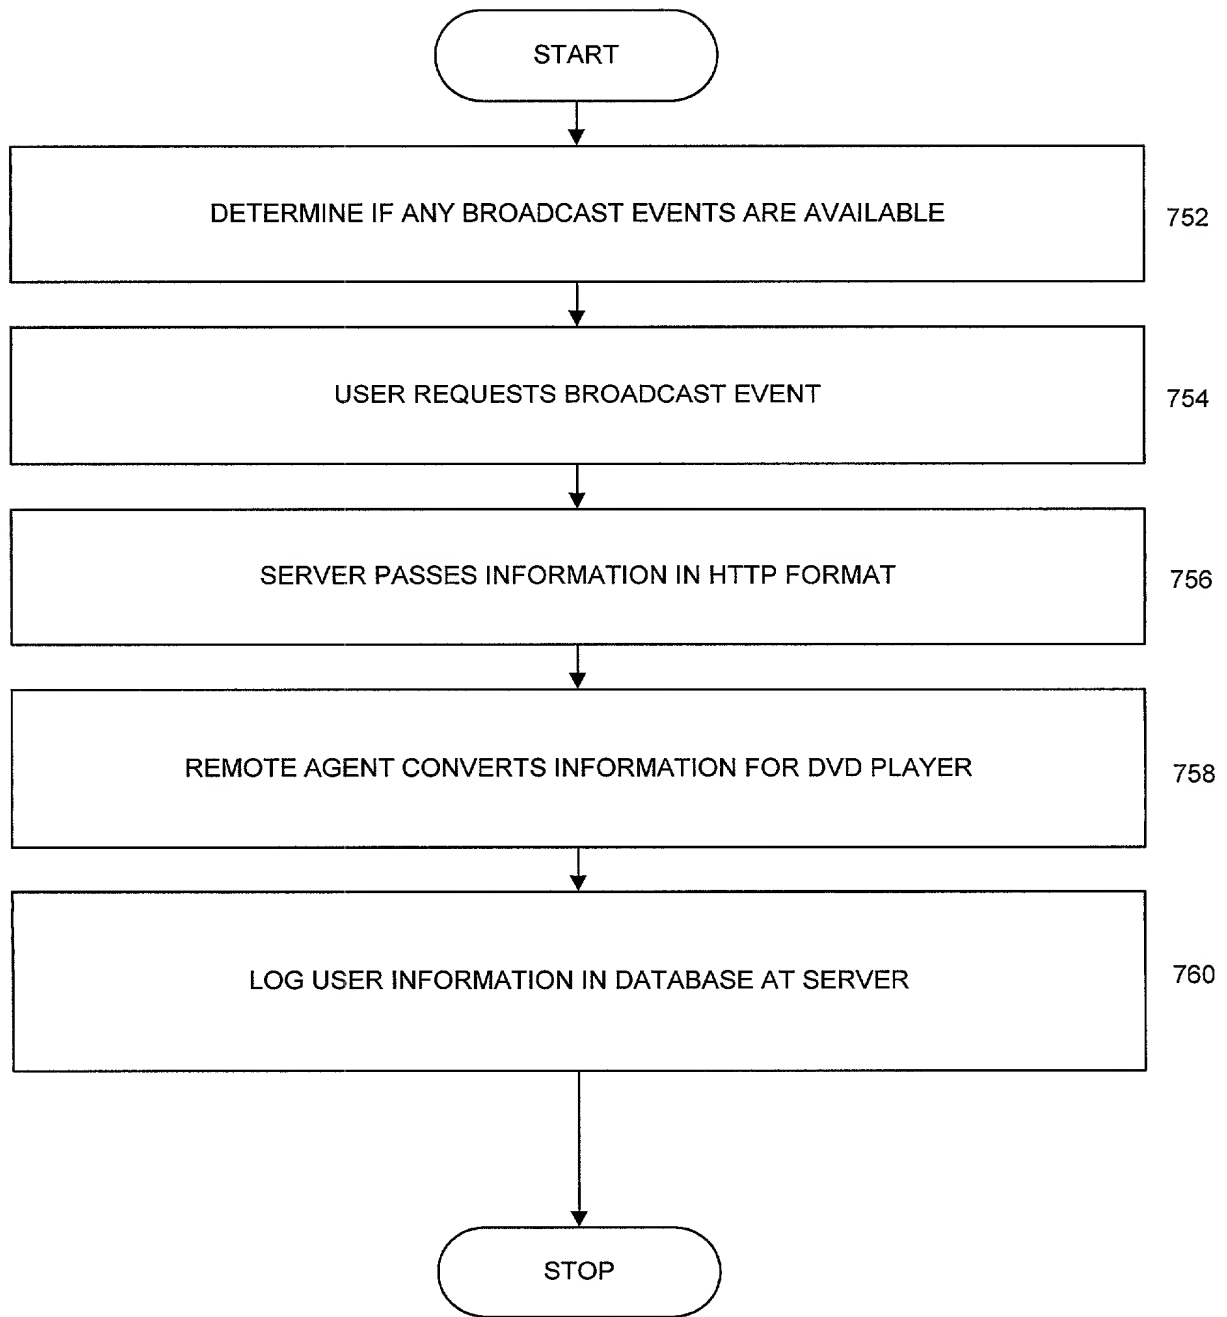 START
DETERMINE IF ANY BROADCAST EVENTS ARE AVAILABLE
752
USER REQUESTS BROADCAST EVENT
754
SERVER PASSES INFORMATION IN HTTP FORMAT
756
REMOTE AGENT CONVERTS INFORMATION FOR DVD PLAYER
758
LOG USER INFORMATION IN DATABASE AT SERVER
760
STOP